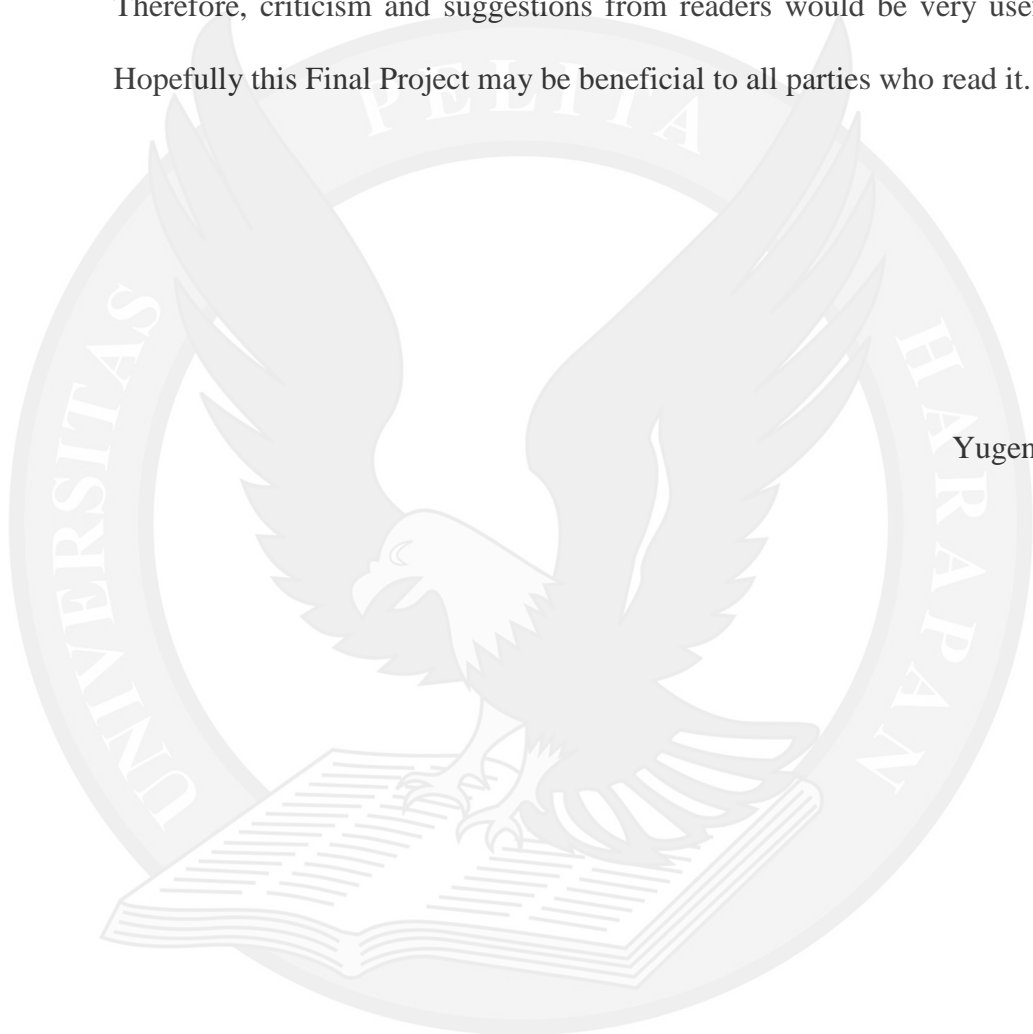 Therefore, criticism and suggestions from readers would be very
Hopefully this Final Project may be beneficial to all parties who read it.
PELITA
UNIVERSITAS
HARAPAN